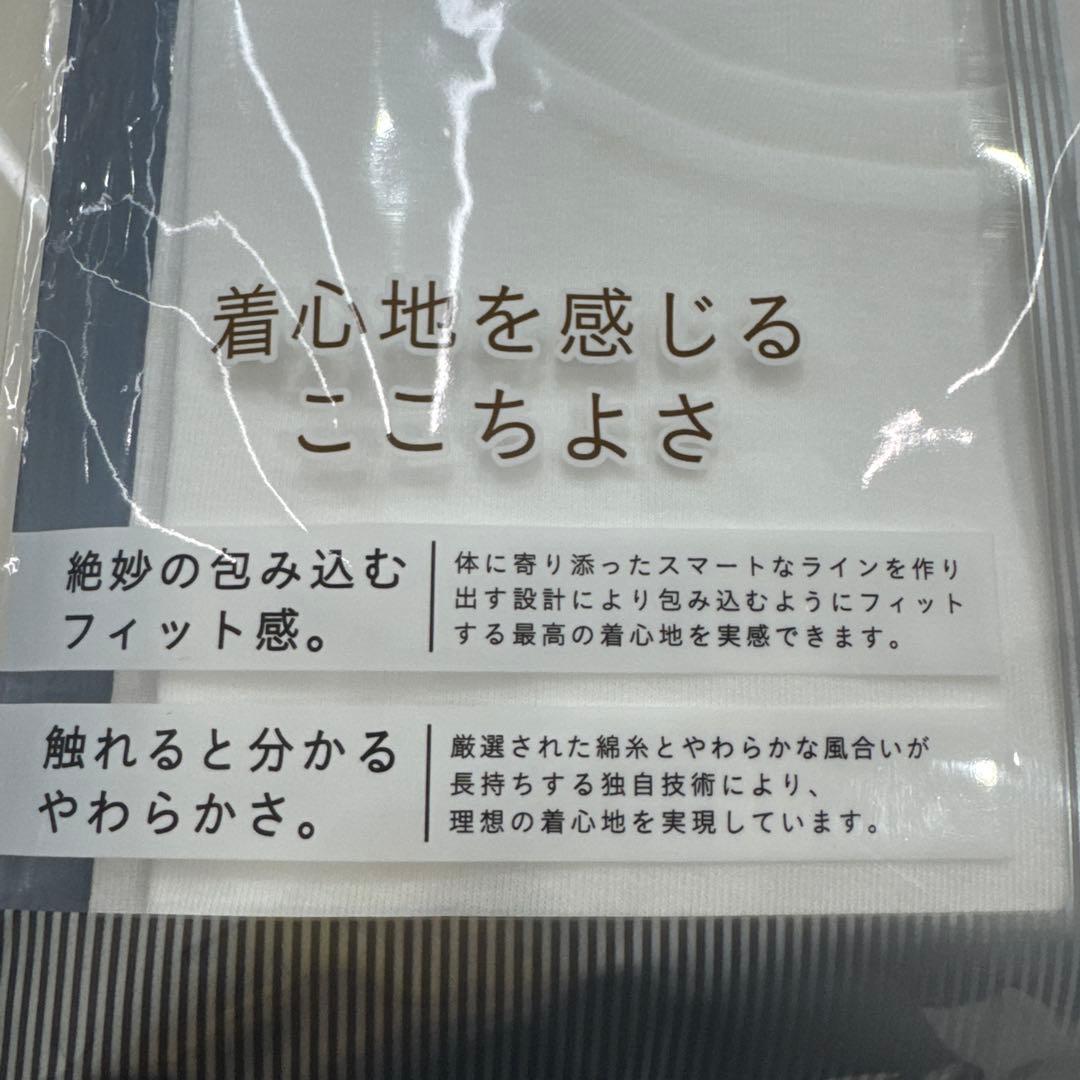 着心地を感じる
ここちよさ
絶妙の包み込む
フィット感。
体に寄り添ったスマートなラインを作り
出す設計により包み込むようにフィット
する最高の着心地を実感できます。
触れると分かる
やわらかさ。
厳選された綿糸とやわらかな風合いが
長持ちする独自技術により、
理想の着心地を実現しています。